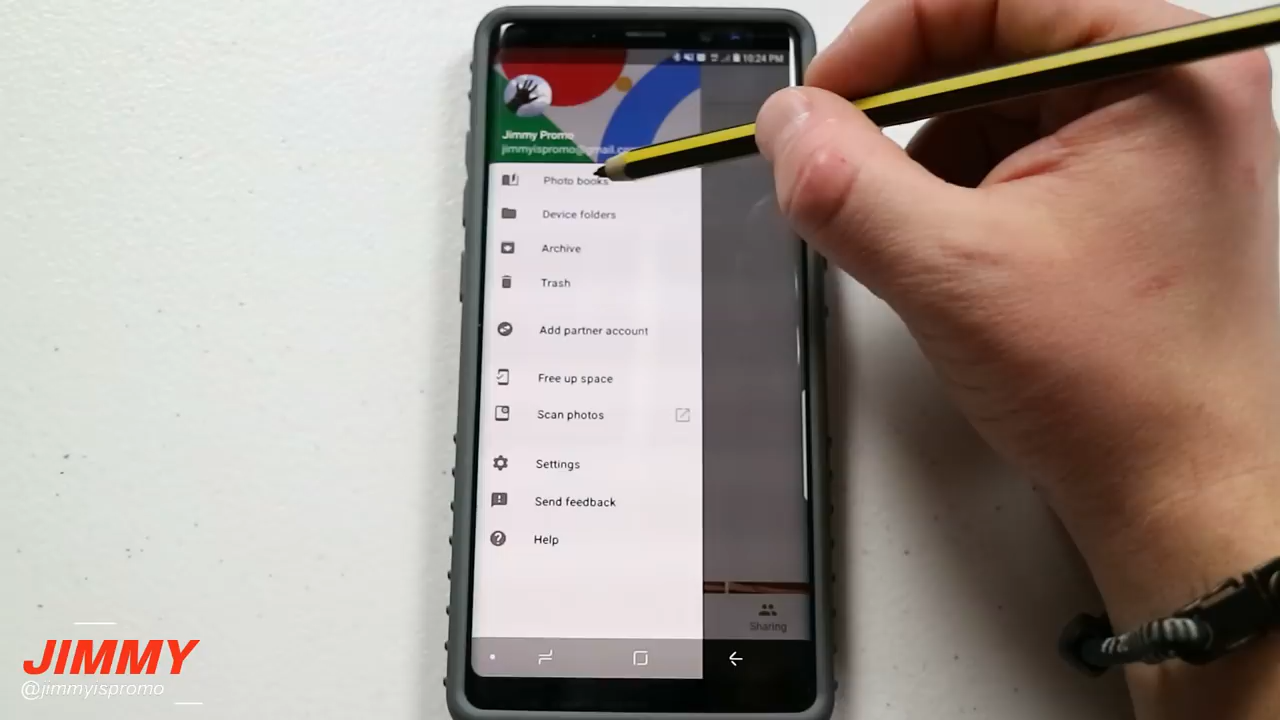 10:24 PM
Jimmy Promo
jimmyispromo@gmail.co
Photo books
Device folders
Archive
Trash
Add partner account
Free up space
Scan photos
Settings
Send feedback
Help
Sharing
JIMMY
@jimmyispromo